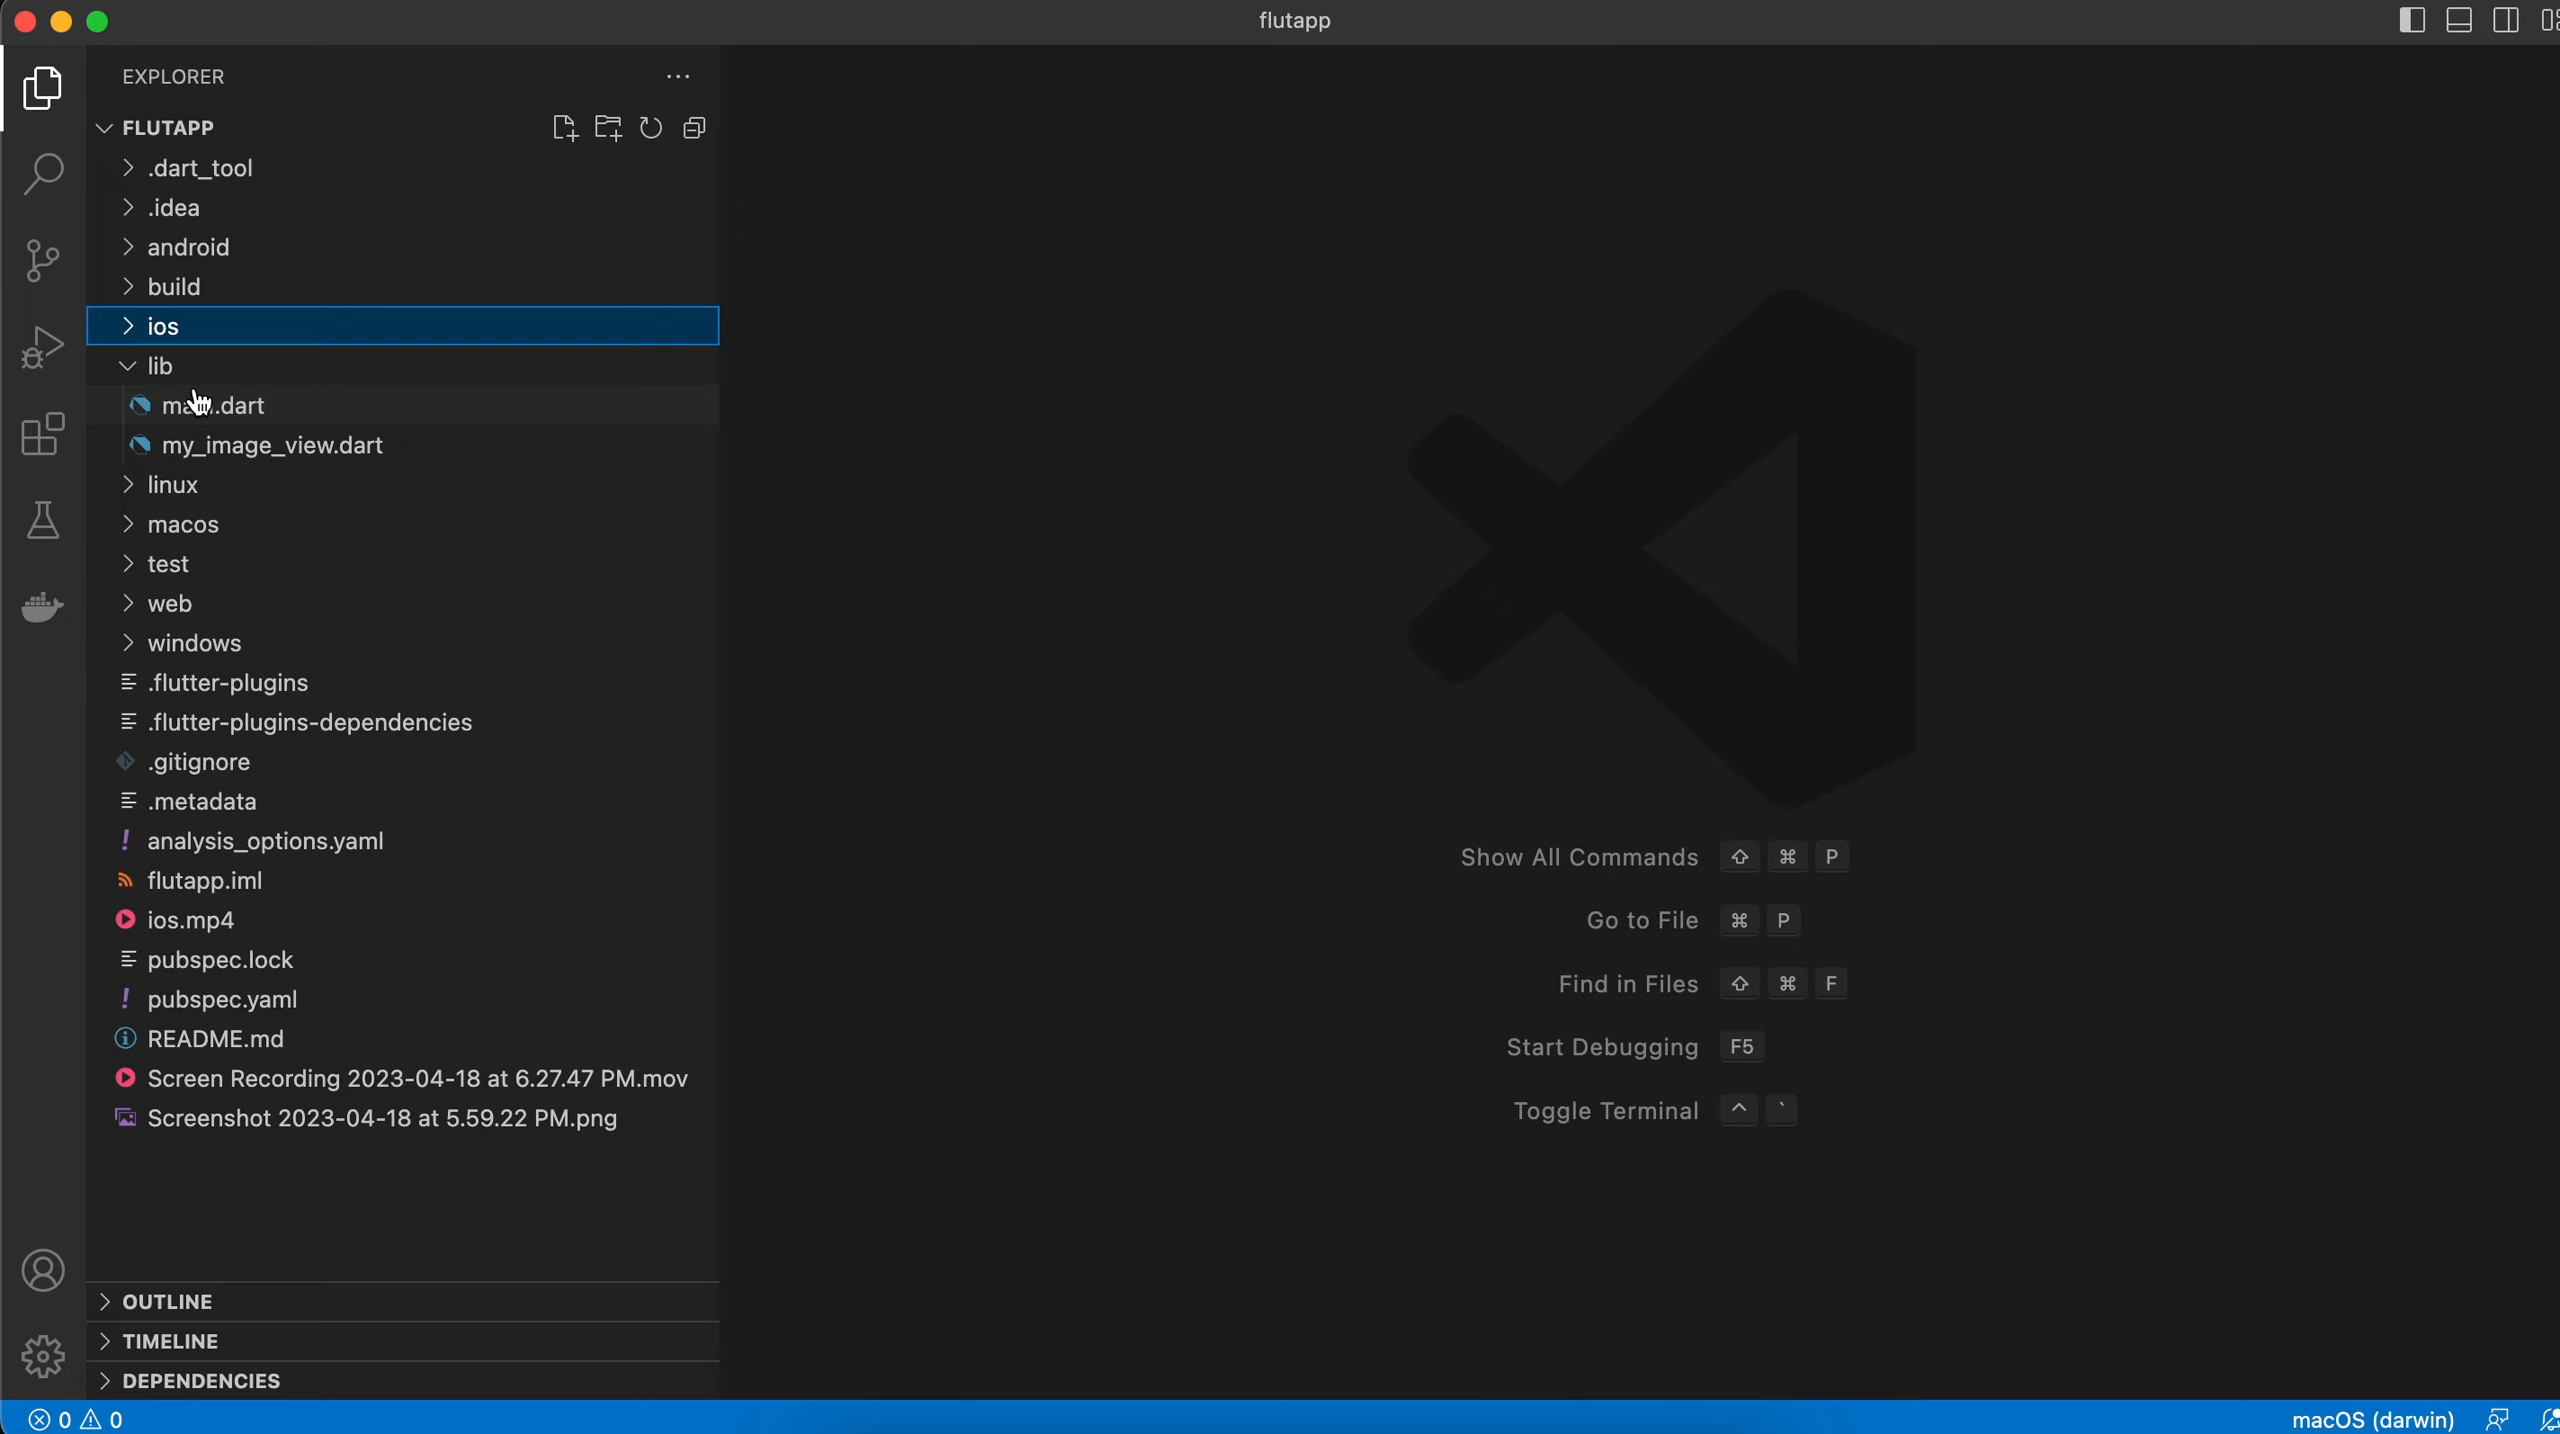 flutapp
EXPLORER
FLUTAPP
.dart_tool
.idea
android
build
ios
lib
.dart
my_image_view.dart
linux
macos
test
web
windows
.flutter-plugins
.flutter-plugins-dependencies
.gitignore
.metadata
! analysis_options.yaml
flutapp.iml
ios.mp4
pubspec.lock
! pubspec.yaml
README.md
Screen Recording 2023-04-18 at 6.27.47 PM.mov
Screenshot 2023-04-18 at 5.59.22 PM.png
OUTLINE
TIMELINE
DEPENDENCIES
Show All Commands ⇧ ⌘ P
Go to File ⌘ P
Find in Files ⇧ ⌘ F
Start Debugging F5
Toggle Terminal ^ `
0 0
macOS (darwin)